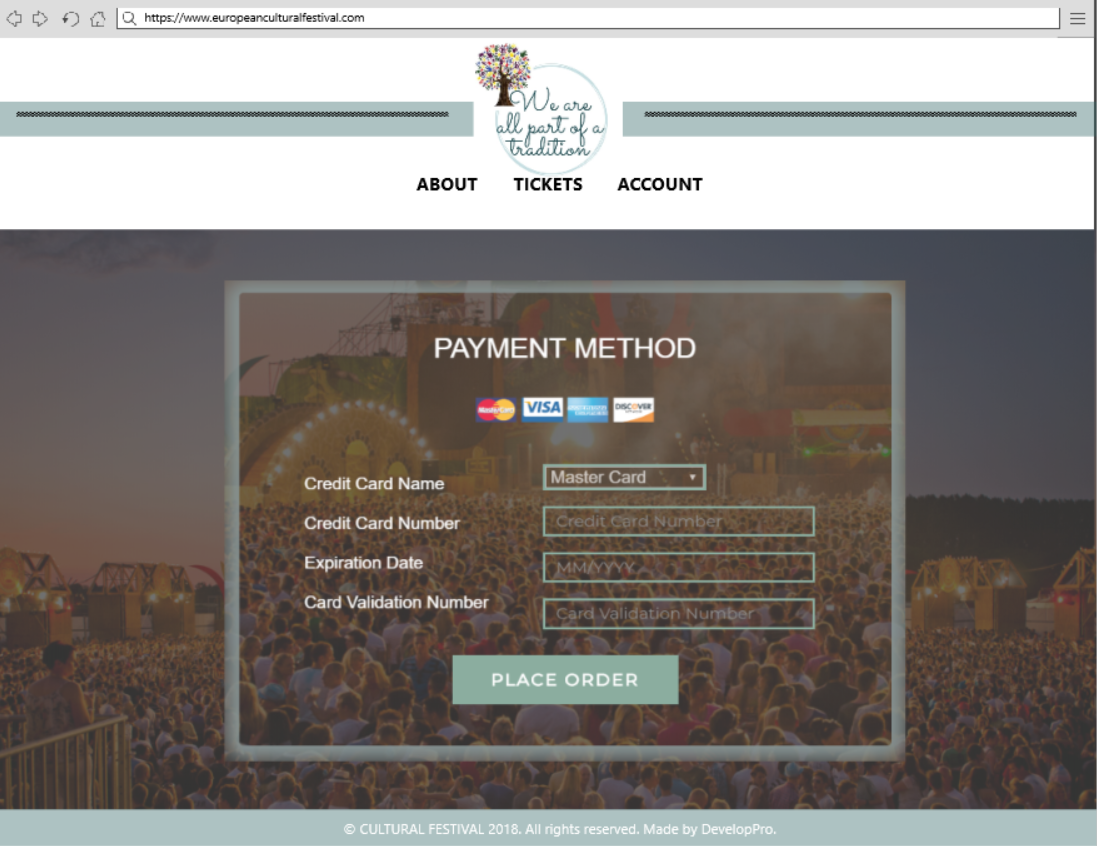 https://www.europeanculturalfestival.com
We are
all part of a
tradition
ABOUT TICKETS ACCOUNT
PAYMENT METHOD
MasterCard VISA AMERICAN EXPRESS DISCOVER
Credit Card Name Master Card
Credit Card Number Credit Card Number
Expiration Date MM/YYYY
Card Validation Number Card Validation Number
PLACE ORDER
© CULTURAL FESTIVAL 2018. All rights reserved. Made by DevelopPro.